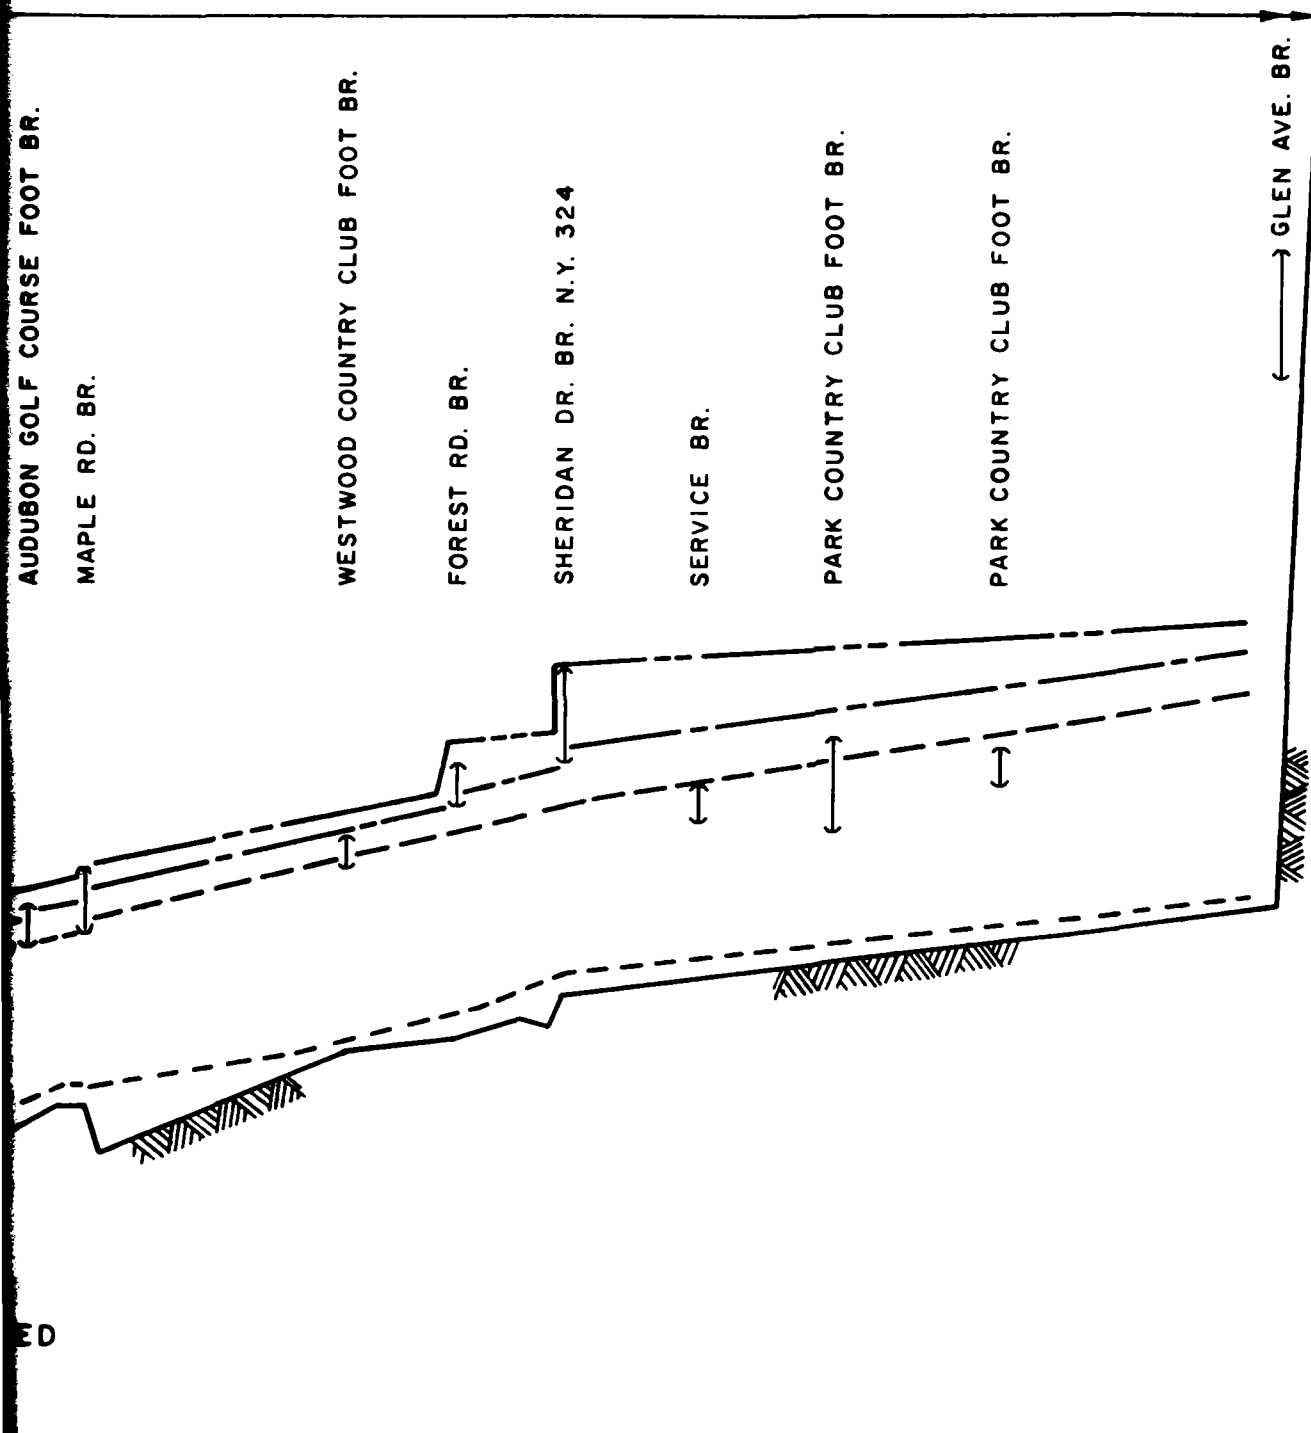 AUDUBON GOLF COURSE FOOT BR.
MAPLE RD. BR.
WESTWOOD COUNTRY CLUB FOOT BR.
FOREST RD. BR.
SHERIDAN DR. BR. N.Y. 324
SERVICE BR.
PARK COUNTRY CLUB FOOT BR.
PARK COUNTRY CLUB FOOT BR.
GLEN AVE. BR.
ED